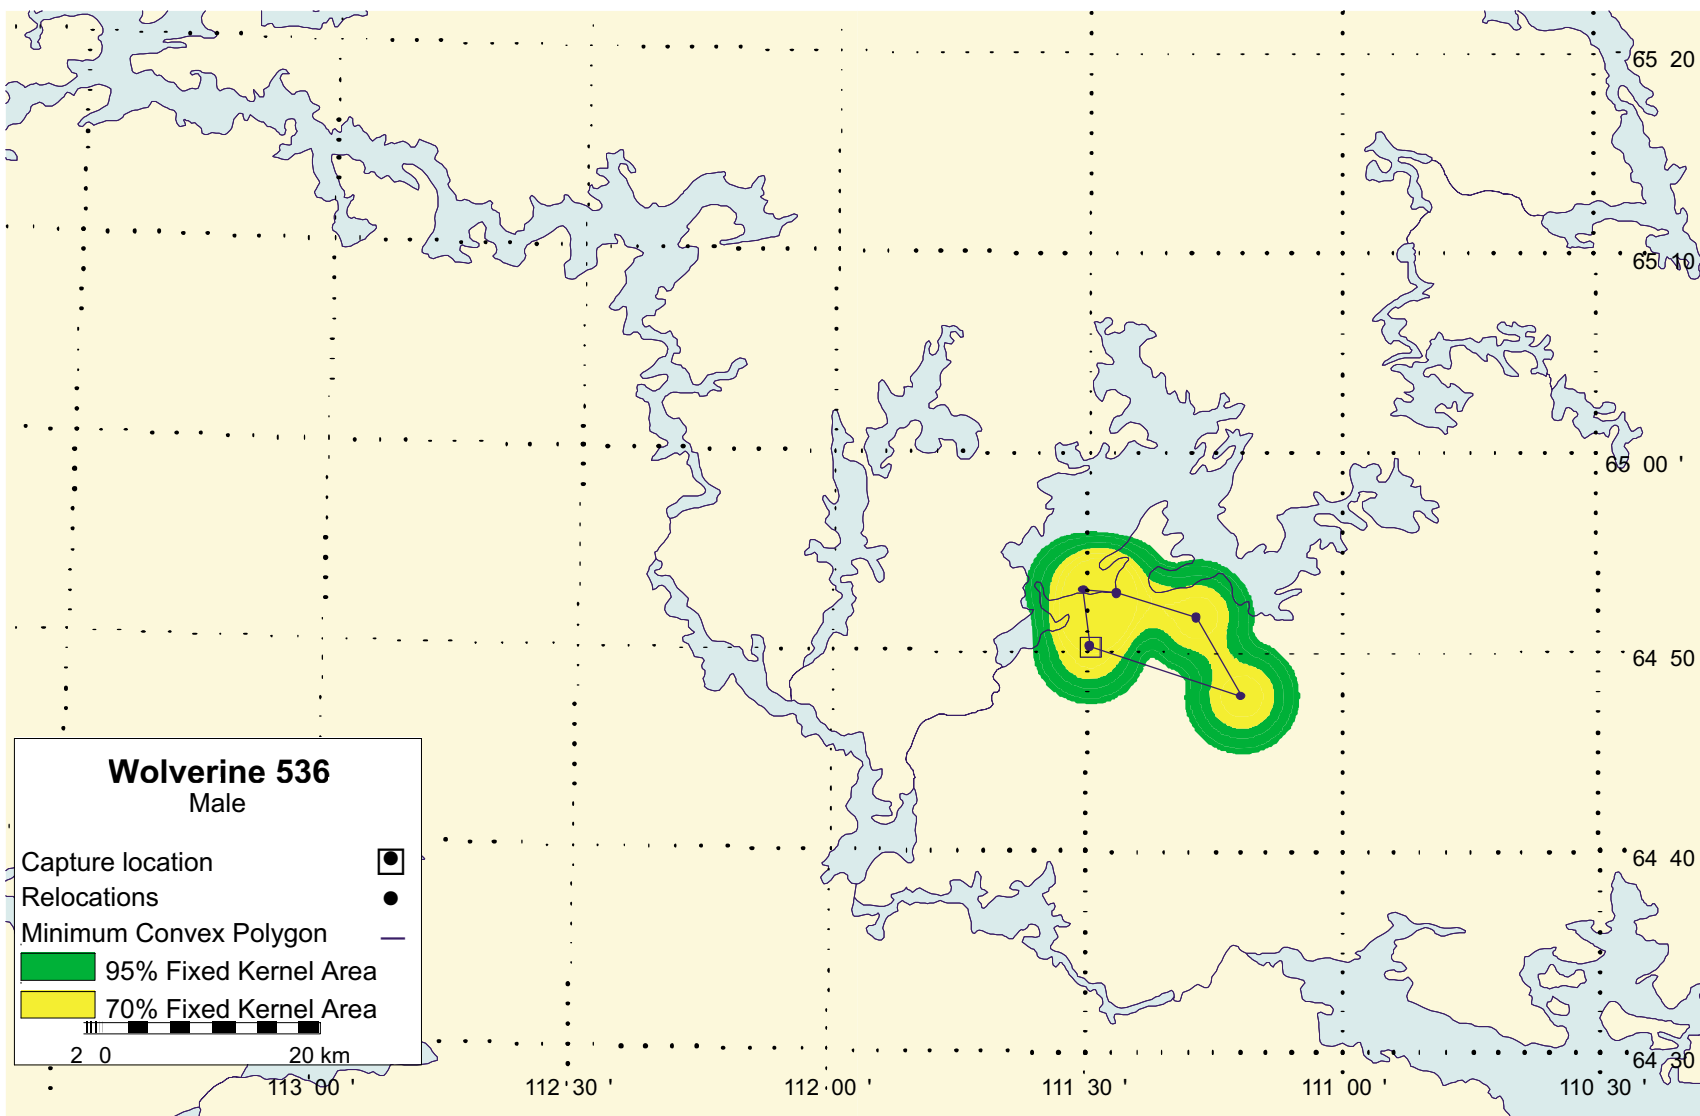 65 20
65 10
65 00 '
64 50
64 40
64 30
Wolverine 536
Male
Capture location
Relocations
Minimum Convex Polygon
95% Fixed Kernel Area
70% Fixed Kernel Area
2 0 20 km
113 00 ' 112 30 ' 112 00 ' 111 30 ' 111 00 ' 110 30 '